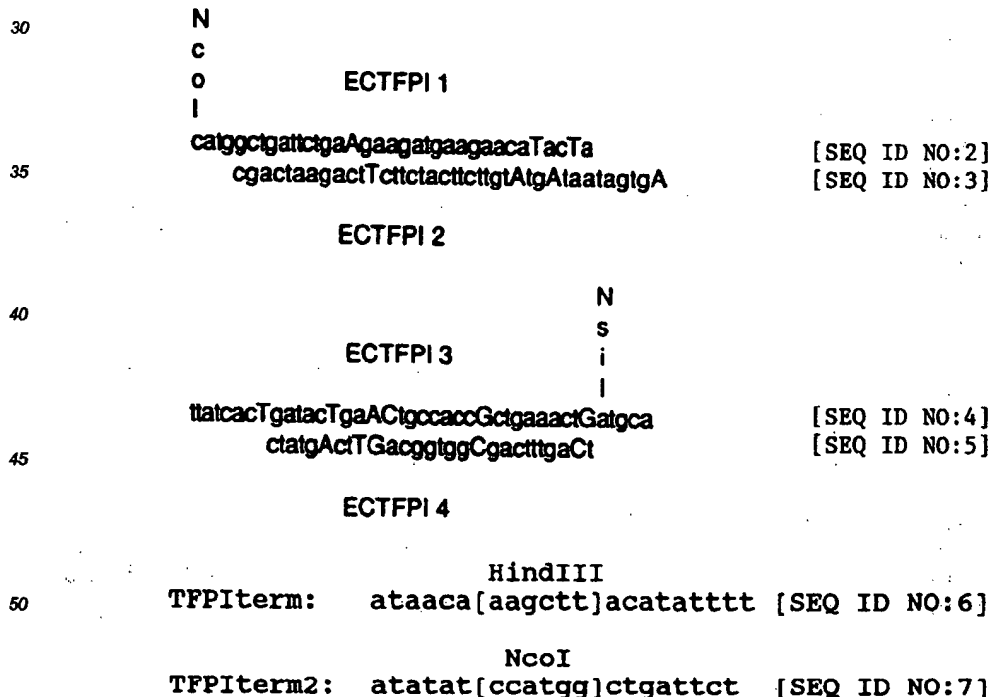 30
N
c
o
I
ECTFPI 1
catggctgattctgaAgaagatgaagaacaTacTa [SEQ ID NO:2]
35
cgactaagactTcttctacttcttgtAtgAtaatagtgA [SEQ ID NO:3]
ECTFPI 2
40
N
s
i
I
ECTFPI 3
ttatcacTgatacTgaACtgccaccGctgaaactGatgca [SEQ ID NO:4]
ctatgActTGacggtggCgactttgaCt [SEQ ID NO:5]
45
ECTFPI 4
HindIII
50 TFPIterm: ataaca[aagctt]acatatttt [SEQ ID NO:6]
NcoI
TFPIterm2: atatat[ccatgg]ctgattct [SEQ ID NO:7]